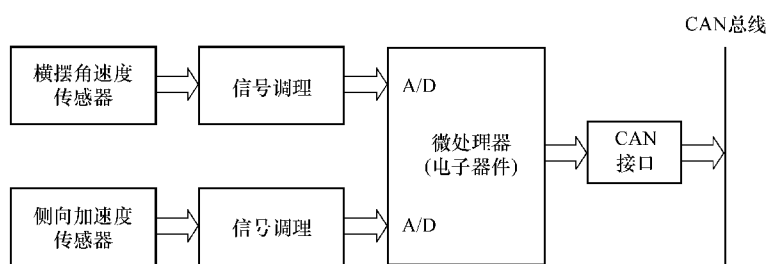 CAN总线
横摆角速度
传感器
信号调理
A/D
微处理器
(电子器件)
CAN
接口
侧向加速度
传感器
信号调理
A/D